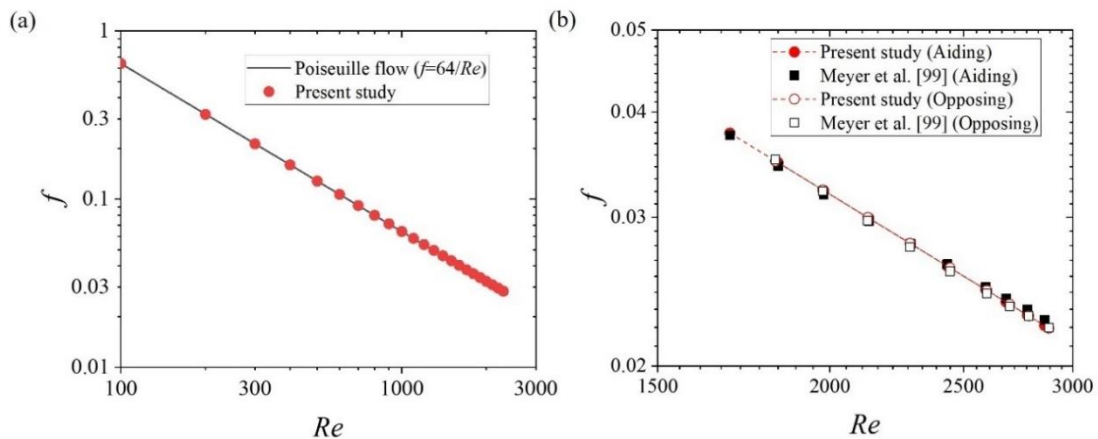 (a)
1
0.3
0.1
0.03
0.01
f
100
300
1000
3000
Re
Poiseuille flow (f=64/Re)
Present study
(b)
0.05
0.04
0.03
0.02
f
1500
2000
2500
3000
Re
Present study (Aiding)
Meyer et al. [99] (Aiding)
Present study (Opposing)
Meyer et al. [99] (Opposing)